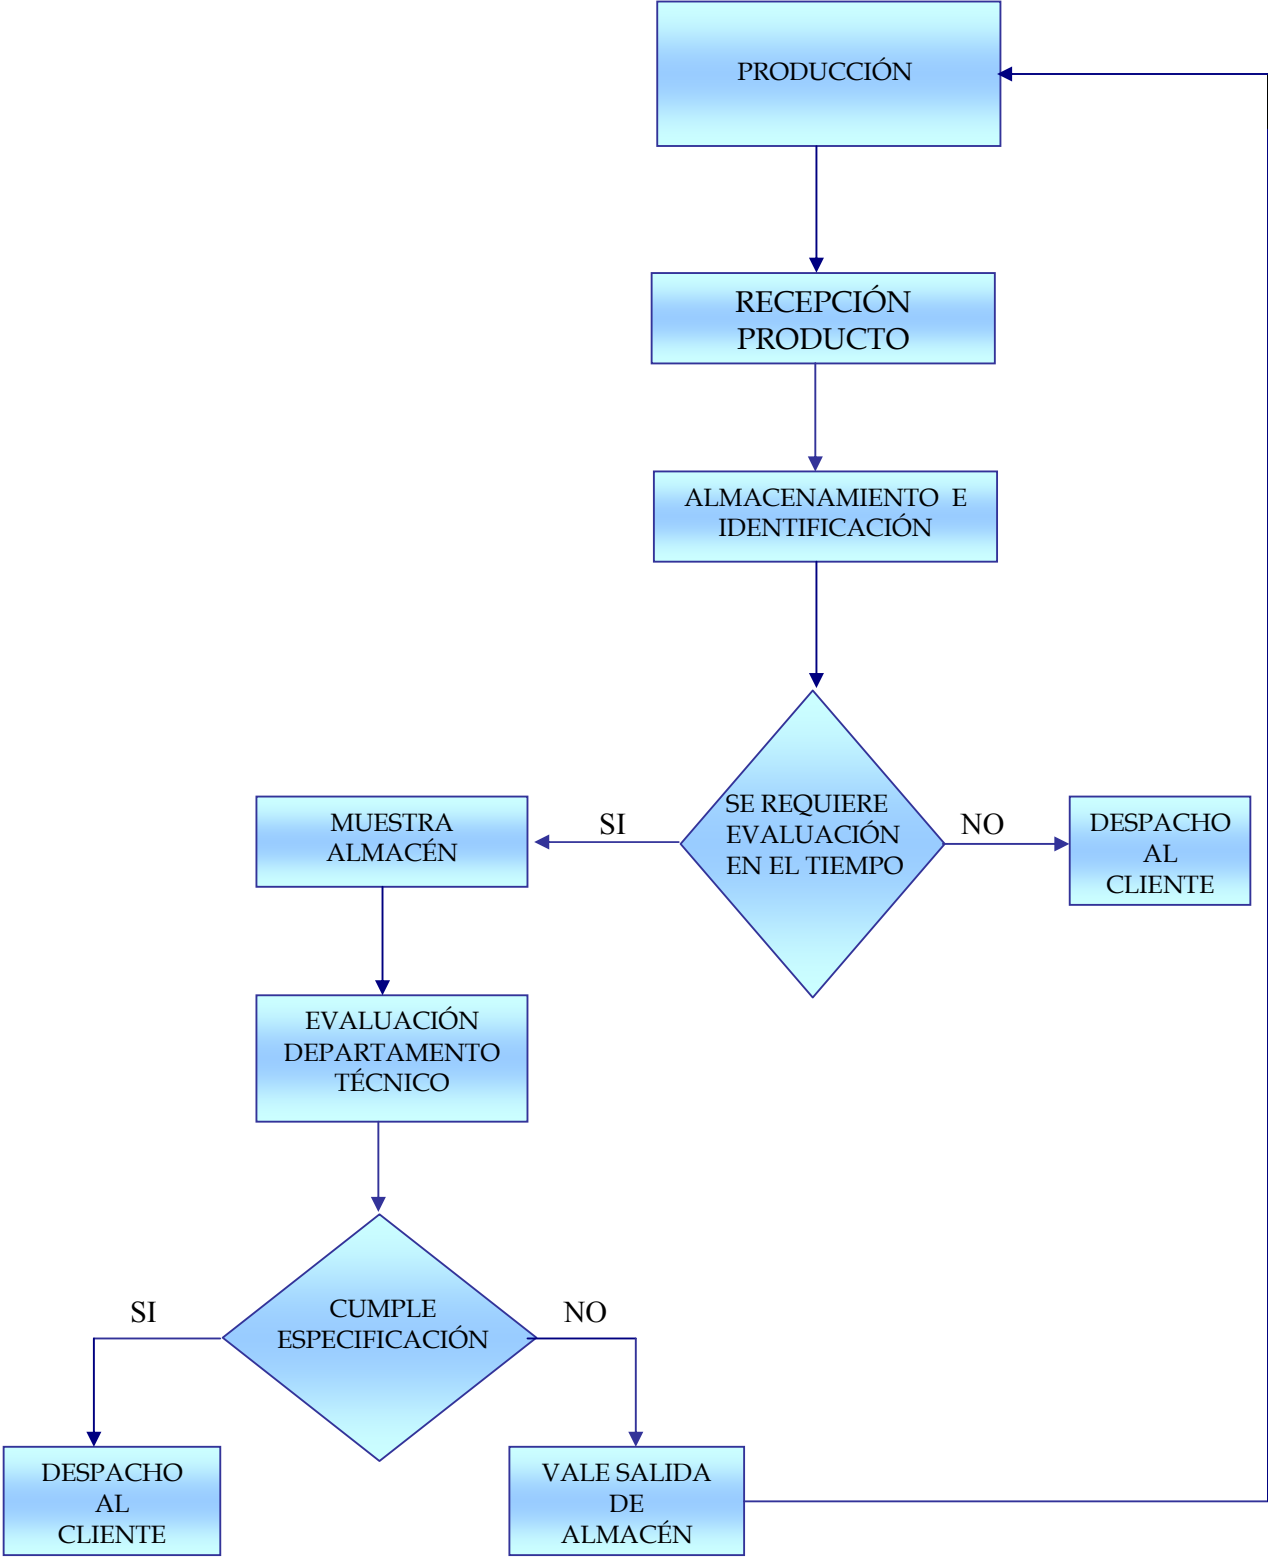 PRODUCCIÓN
RECEPCIÓN
PRODUCTO
ALMACENAMIENTO E
IDENTIFICACIÓN
SE REQUIERE
EVALUACIÓN
EN EL TIEMPO
SI
NO
MUESTRA
ALMACÉN
DESPACHO
AL
CLIENTE
EVALUACIÓN
DEPARTAMENTO
TÉCNICO
CUMPLE
ESPECIFICACIÓN
SI
NO
DESPACHO
AL
CLIENTE
VALE SALIDA
DE
ALMACÉN